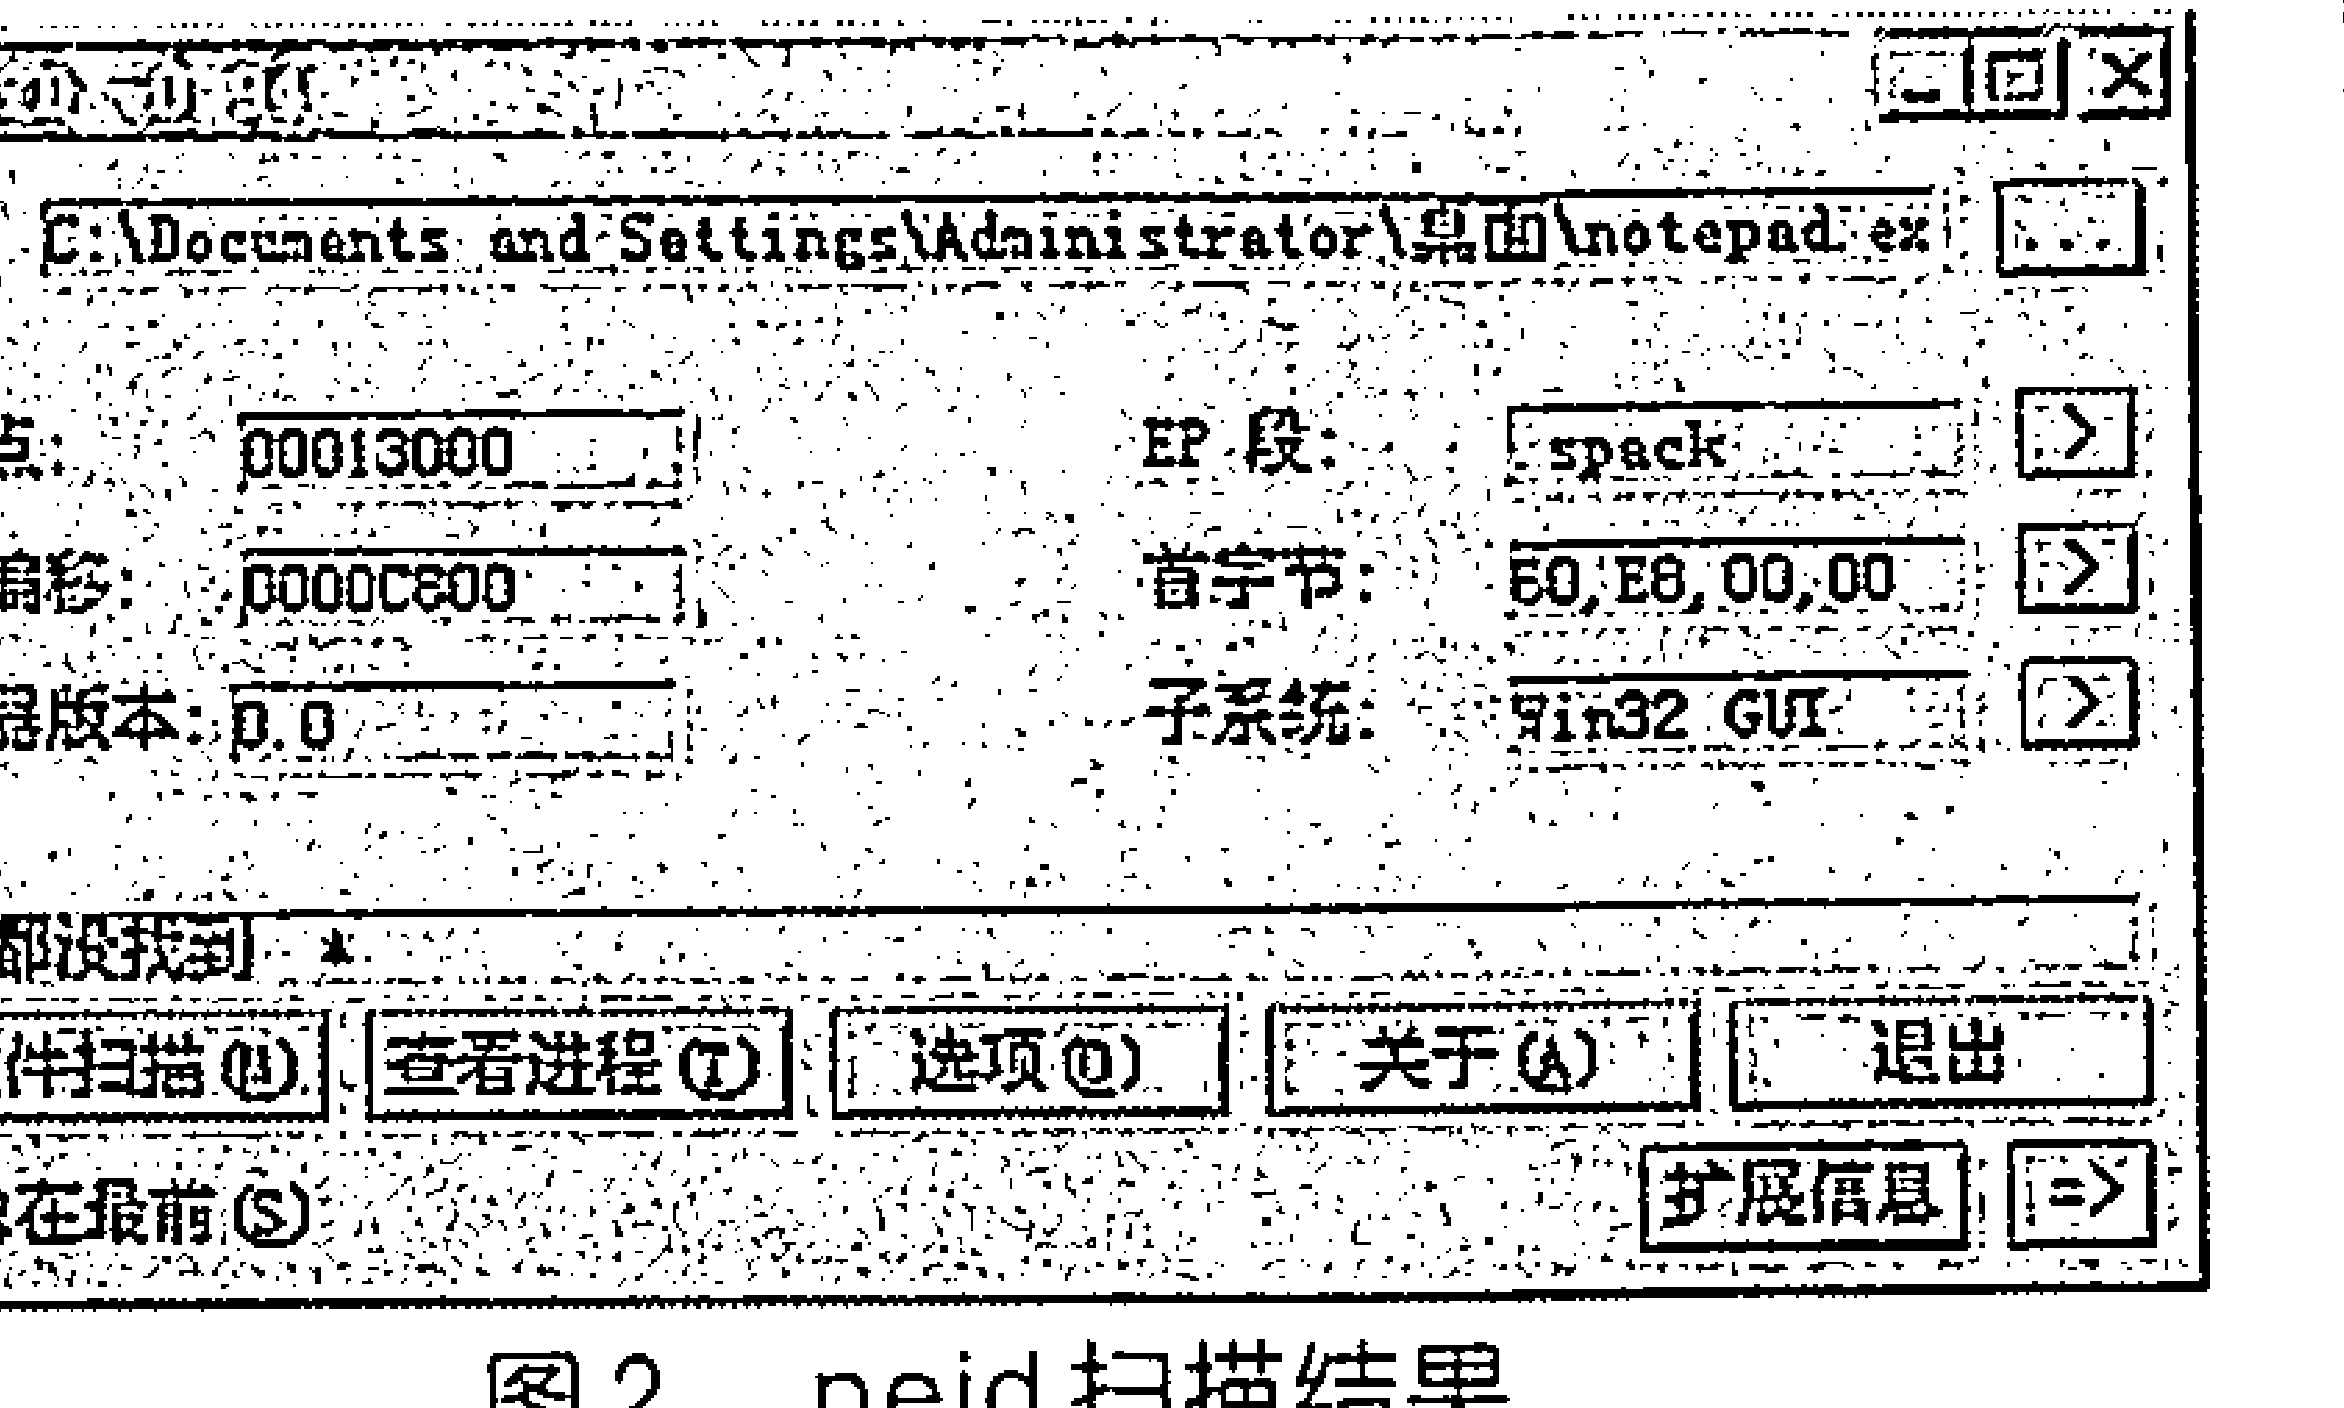 C:\Documents and Settings\Administrator\桌面\notepad.ex ...
点: 00013000 EP 段: .spack >
偏移: 0000C800 首字节: 60,E8,00,00 >
器版本: 0.0 子系统: Win32 GUI >
都没找到 *
件扫描(M) 查看进程(T) 选项(O) 关于(A) 退出
在最前(S) 扩展信息 =>
图2 peid扫描结果